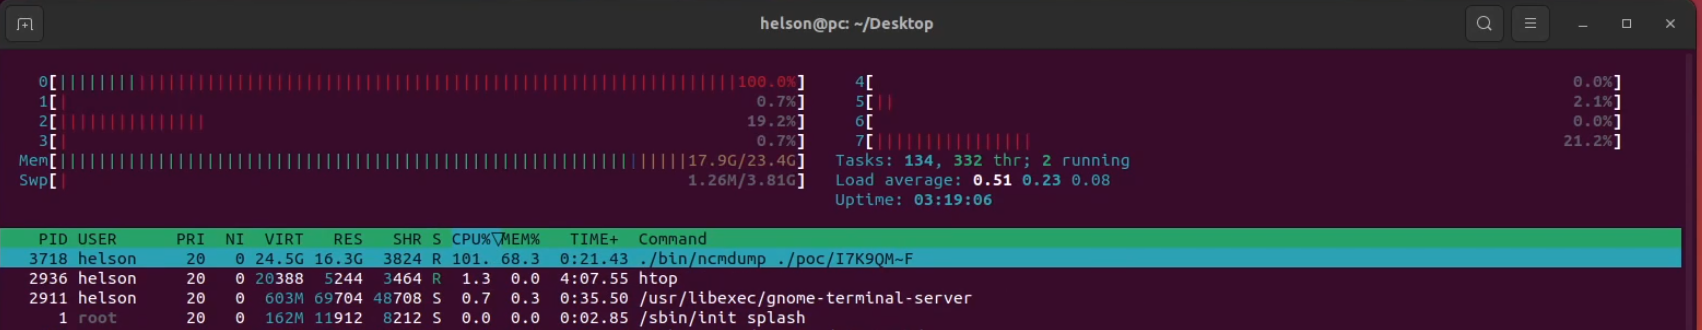 helson@pc: ~/Desktop
0[||||||||||||||||||||||||||||||||||||||||||||||||||||||||||||||||||||||100.0%] 4[ 0.0%]
1[| 0.7%] 5[|| 2.1%]
2[||||||||||||||| 19.2%] 6[ 0.0%]
3[| 0.7%] 7[|||||||||||||||| 21.2%]
Mem[||||||||||||||||||||||||||||||||||||||||||||||||||||||||||||||||17.9G/23.4G] Tasks: 134, 332 thr; 2 running
Swp[| 1.26M/3.81G] Load average: 0.51 0.23 0.08
Uptime: 03:19:06
PID USER PRI NI VIRT RES SHR S CPU%▽MEM% TIME+ Command
3718 helson 20 0 24.5G 16.3G 3824 R 101. 68.3 0:21.43 ./bin/ncmdump ./poc/I7K9QM~F
2936 helson 20 0 20388 5244 3464 R 1.3 0.0 4:07.55 htop
2911 helson 20 0 603M 69704 48708 S 0.7 0.3 0:35.50 /usr/libexec/gnome-terminal-server
1 root 20 0 162M 11912 8212 S 0.0 0.0 0:02.85 /sbin/init splash